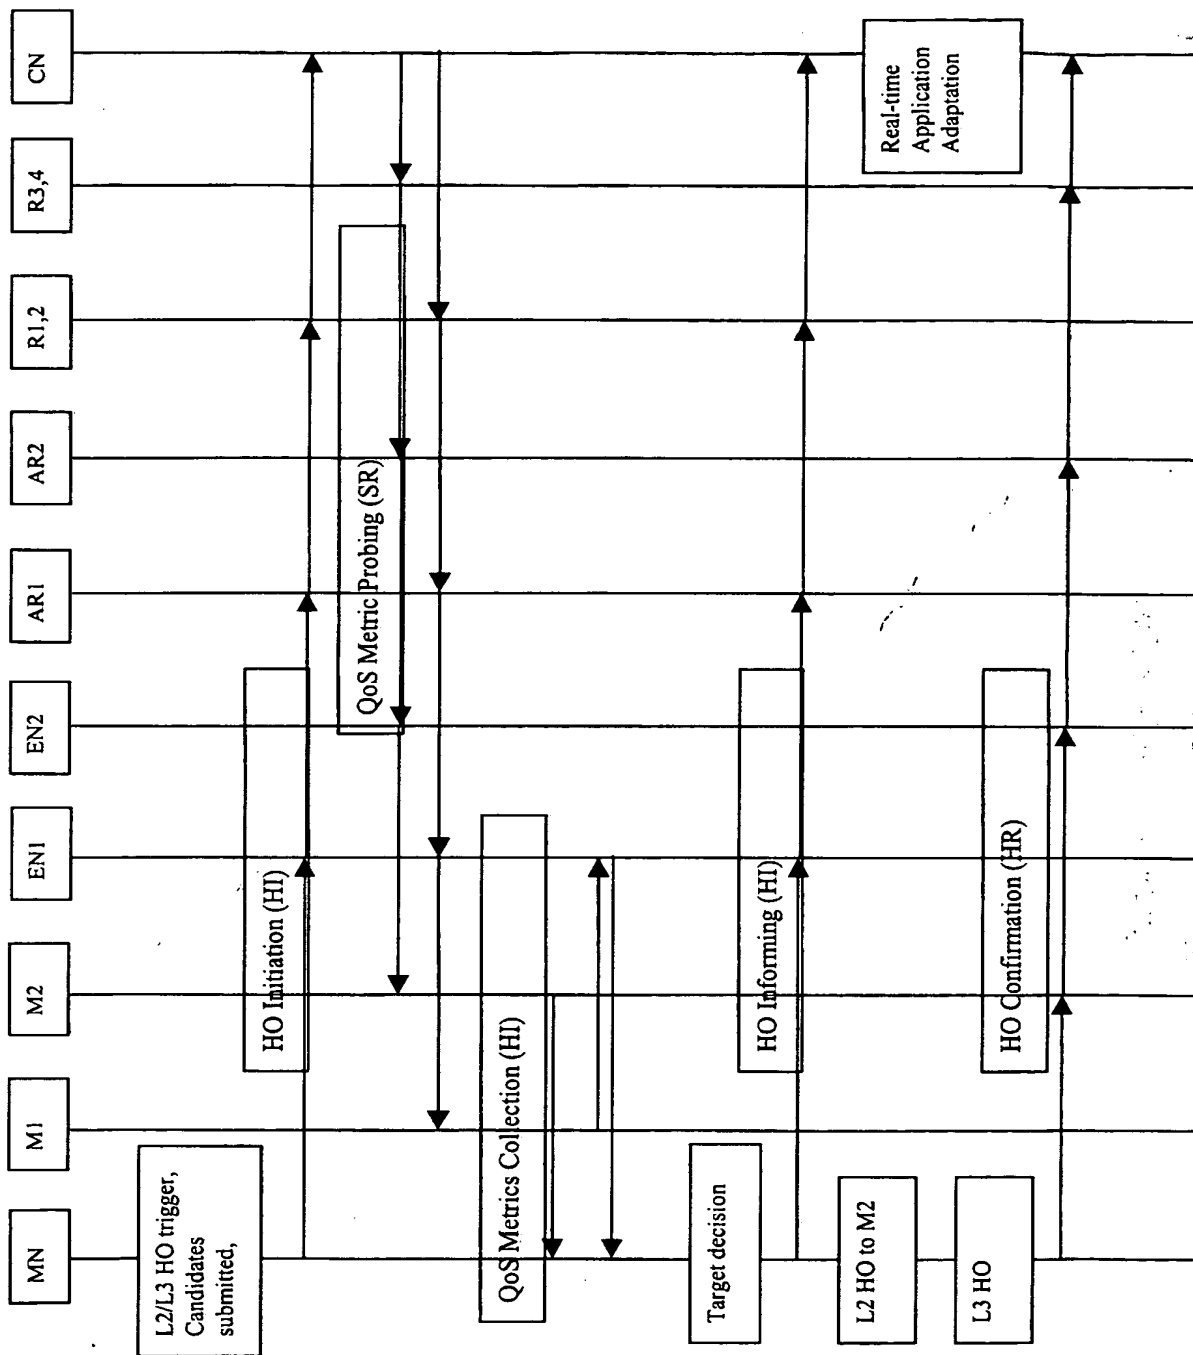 MN
M1
M2
EN1
EN2
AR1
AR2
R1,2
R3,4
CN
L2/L3 HO trigger,
Candidates
submitted,
HO Initiation (HI)
QoS Metric Probing (SR)
QoS Metrics Collection (HI)
Target decision
HO Informing (HI)
L2 HO to M2
Real-time
Application
Adaptation
L3 HO
HO Confirmation (HR)